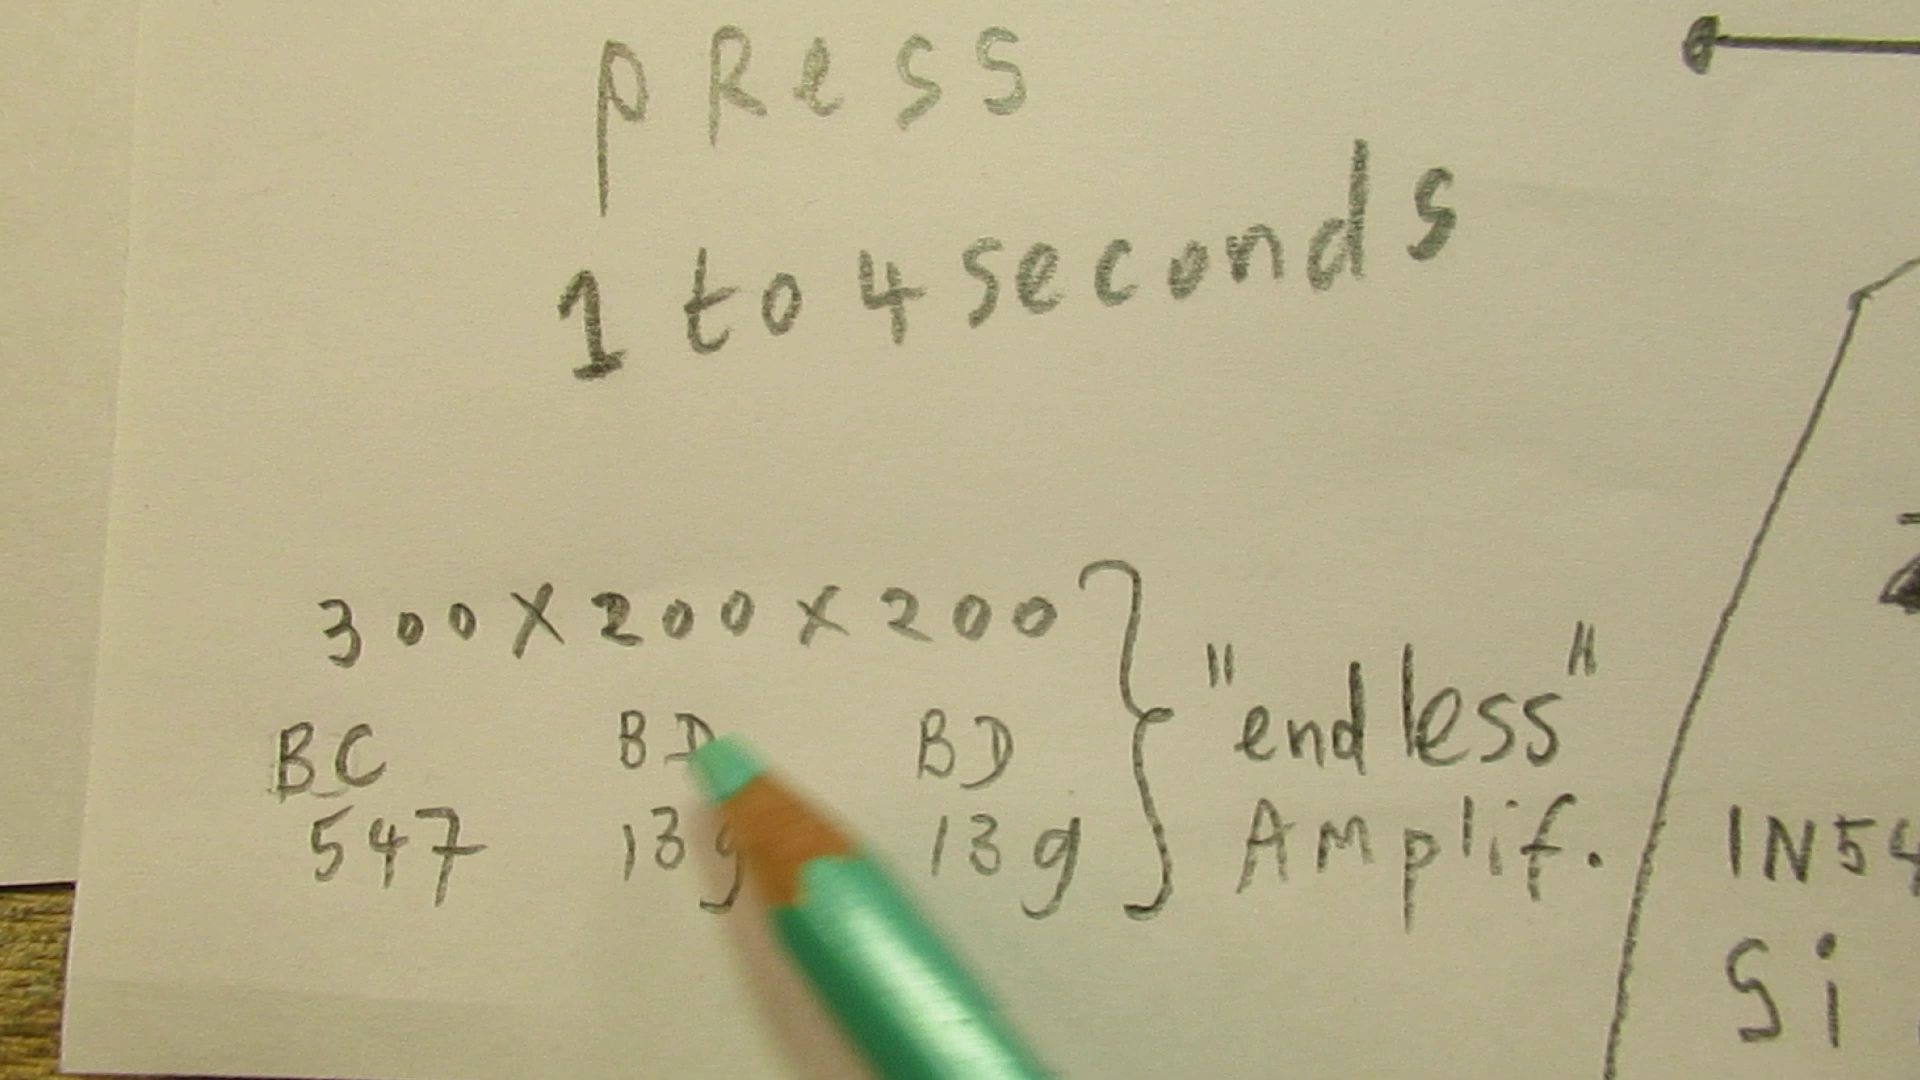 press
1 to 4 seconds
300 X 200 X 200
BC BD BD
547 139 139
"endless"
Amplif.
1N54
Si